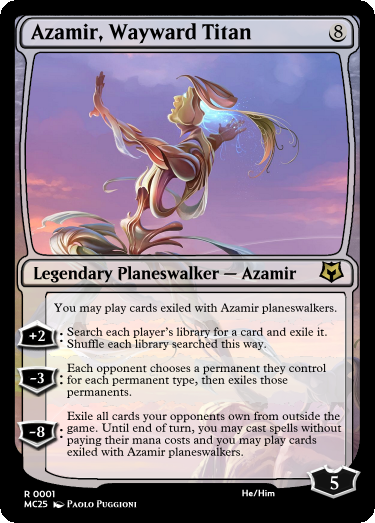 Azamir, Wayward Titan 8
Legendary Planeswalker — Azamir
You may play cards exiled with Azamir planeswalkers.
+2: Search each player's library for a card and exile it.
Shuffle each library searched this way.
Each opponent chooses a permanent they control
-3: for each permanent type, then exiles those
permanents.
Exile all cards your opponents own from outside the
game. Until end of turn, you may cast spells without
-8: paying their mana costs and you may play cards
exiled with Azamir planeswalkers.
5
R 0001 He/Him
MC25 Paolo Puggioni